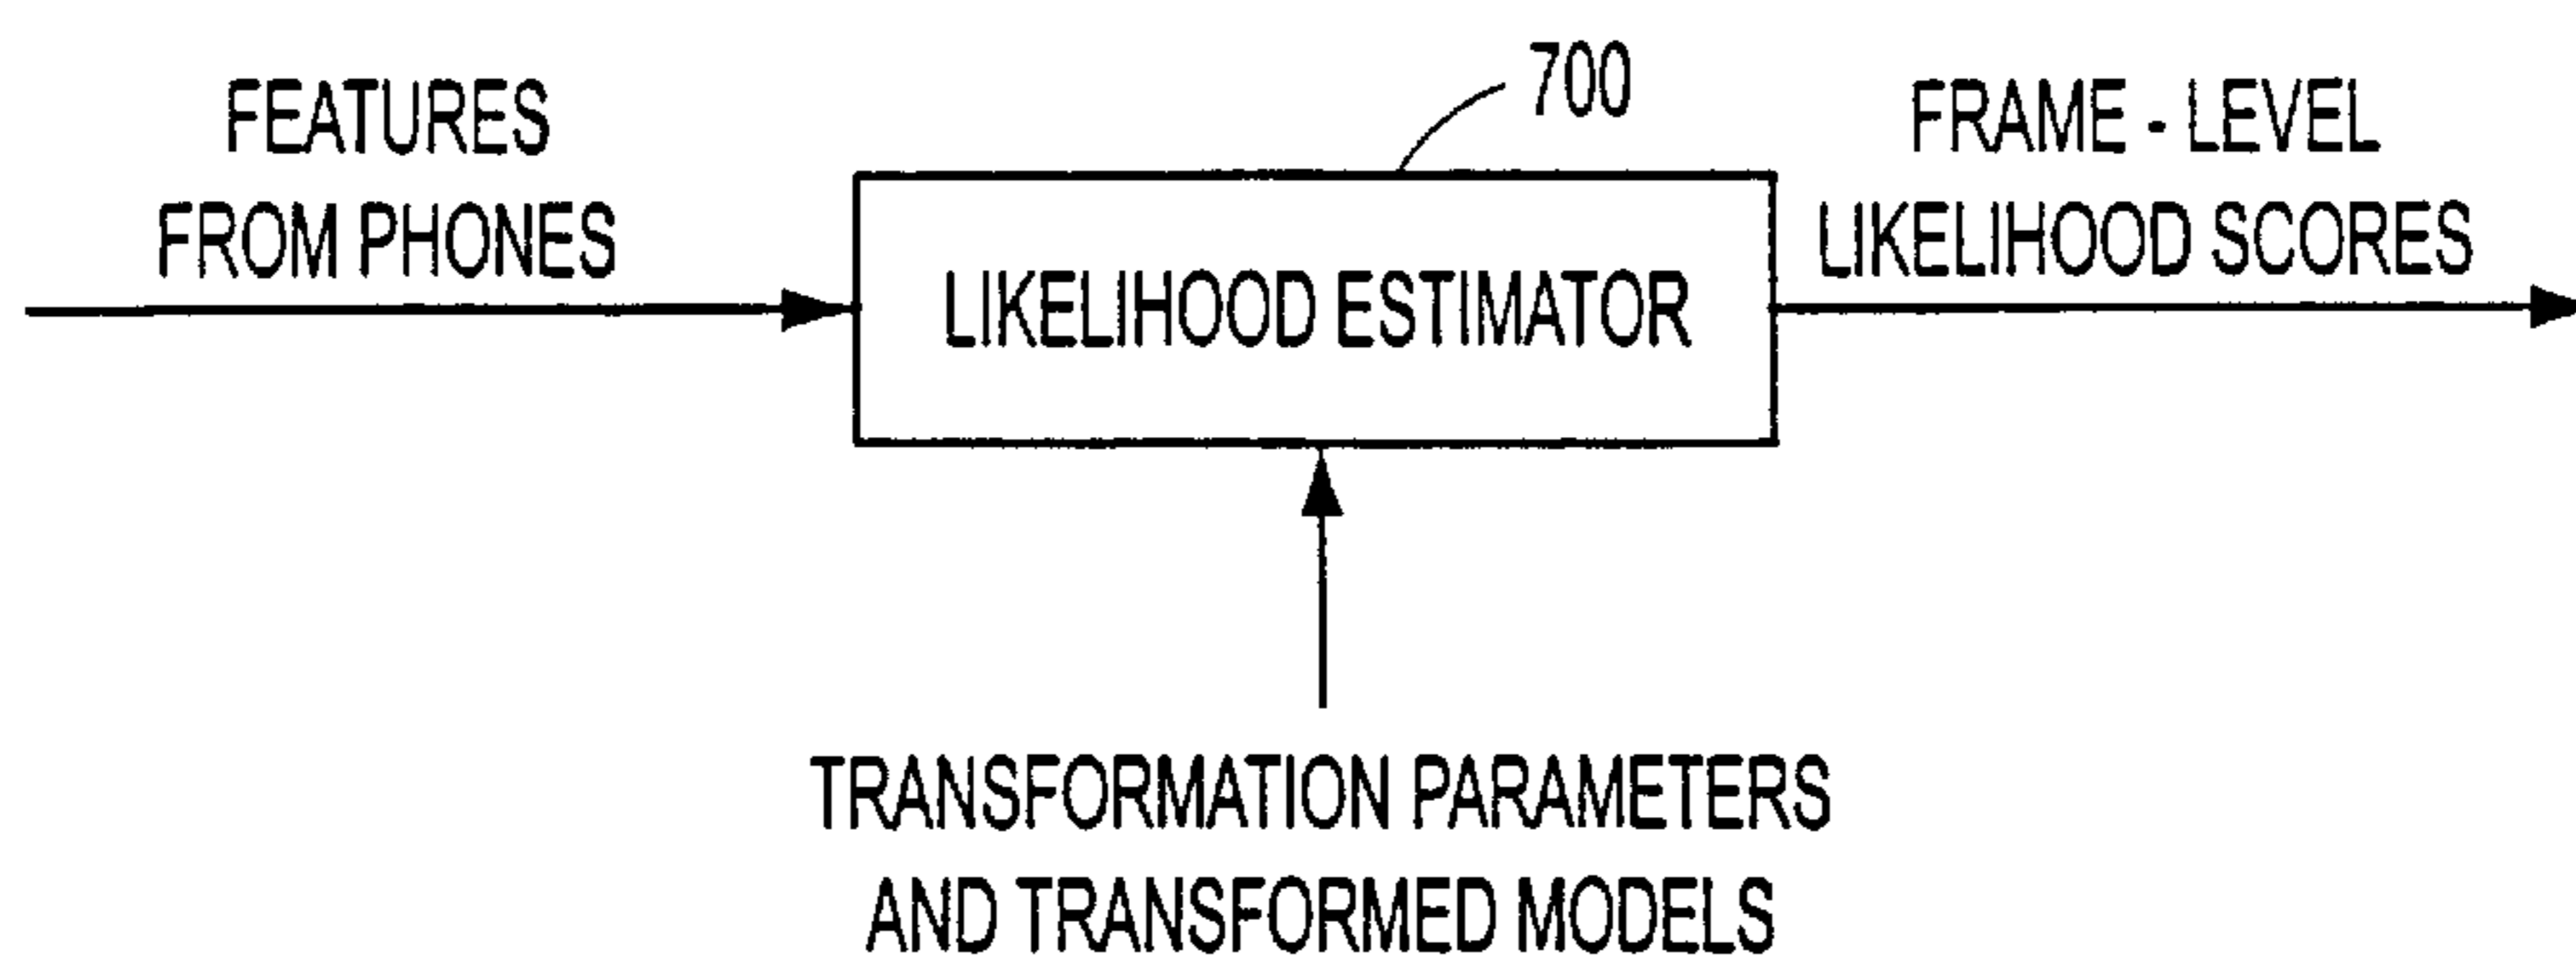 FEATURES
FROM PHONES
700
LIKELIHOOD ESTIMATOR
FRAME - LEVEL
LIKELIHOOD SCORES
TRANSFORMATION PARAMETERS
AND TRANSFORMED MODELS